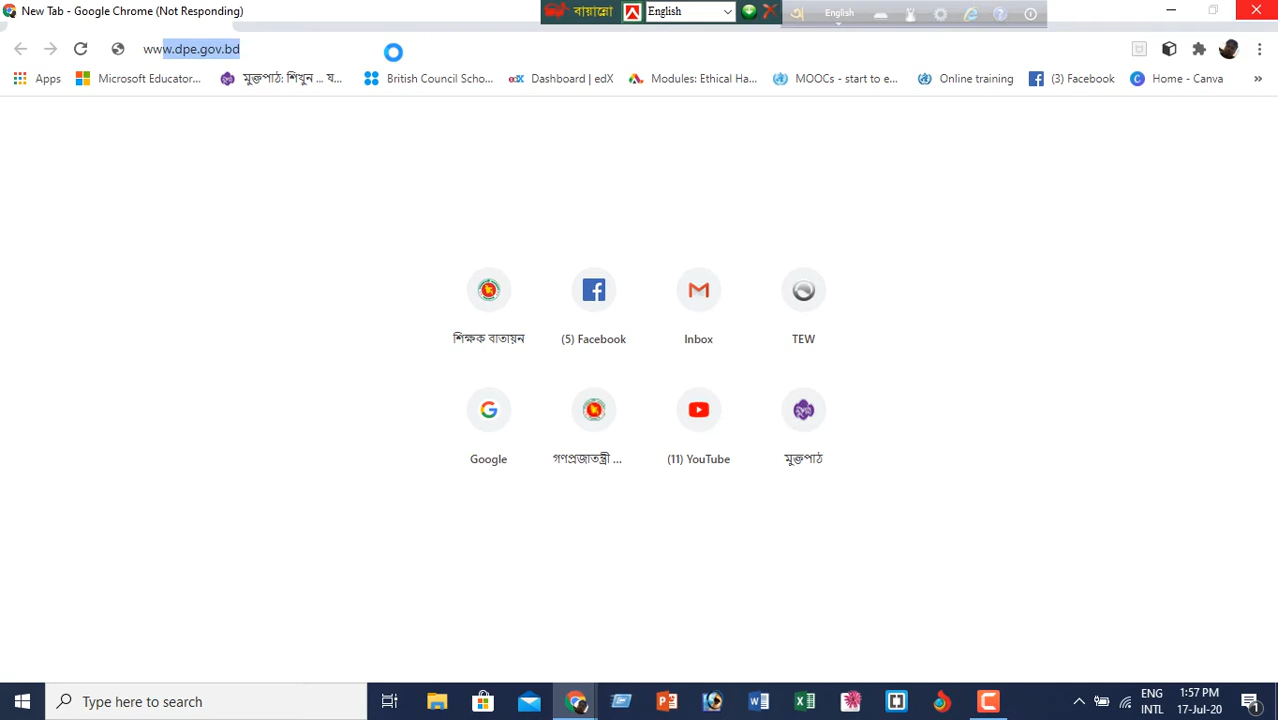 New Tab - Google Chrome (Not Responding)
বায়ান্নো English
অ English
www.dpe.gov.bd
Apps Microsoft Educator... মুক্তপাঠ: শিখুন ... য... British Council Scho... Dashboard | edX Modules: Ethical Ha... MOOCs - start to e... Online training (3) Facebook Home - Canva »
শিক্ষক বাতায়ন (5) Facebook Inbox TEW
Google গণপ্রজাতন্ত্রী ... (11) YouTube মুক্তপাঠ
Type here to search
ENG 1:57 PM
INTL 17-Jul-20 1